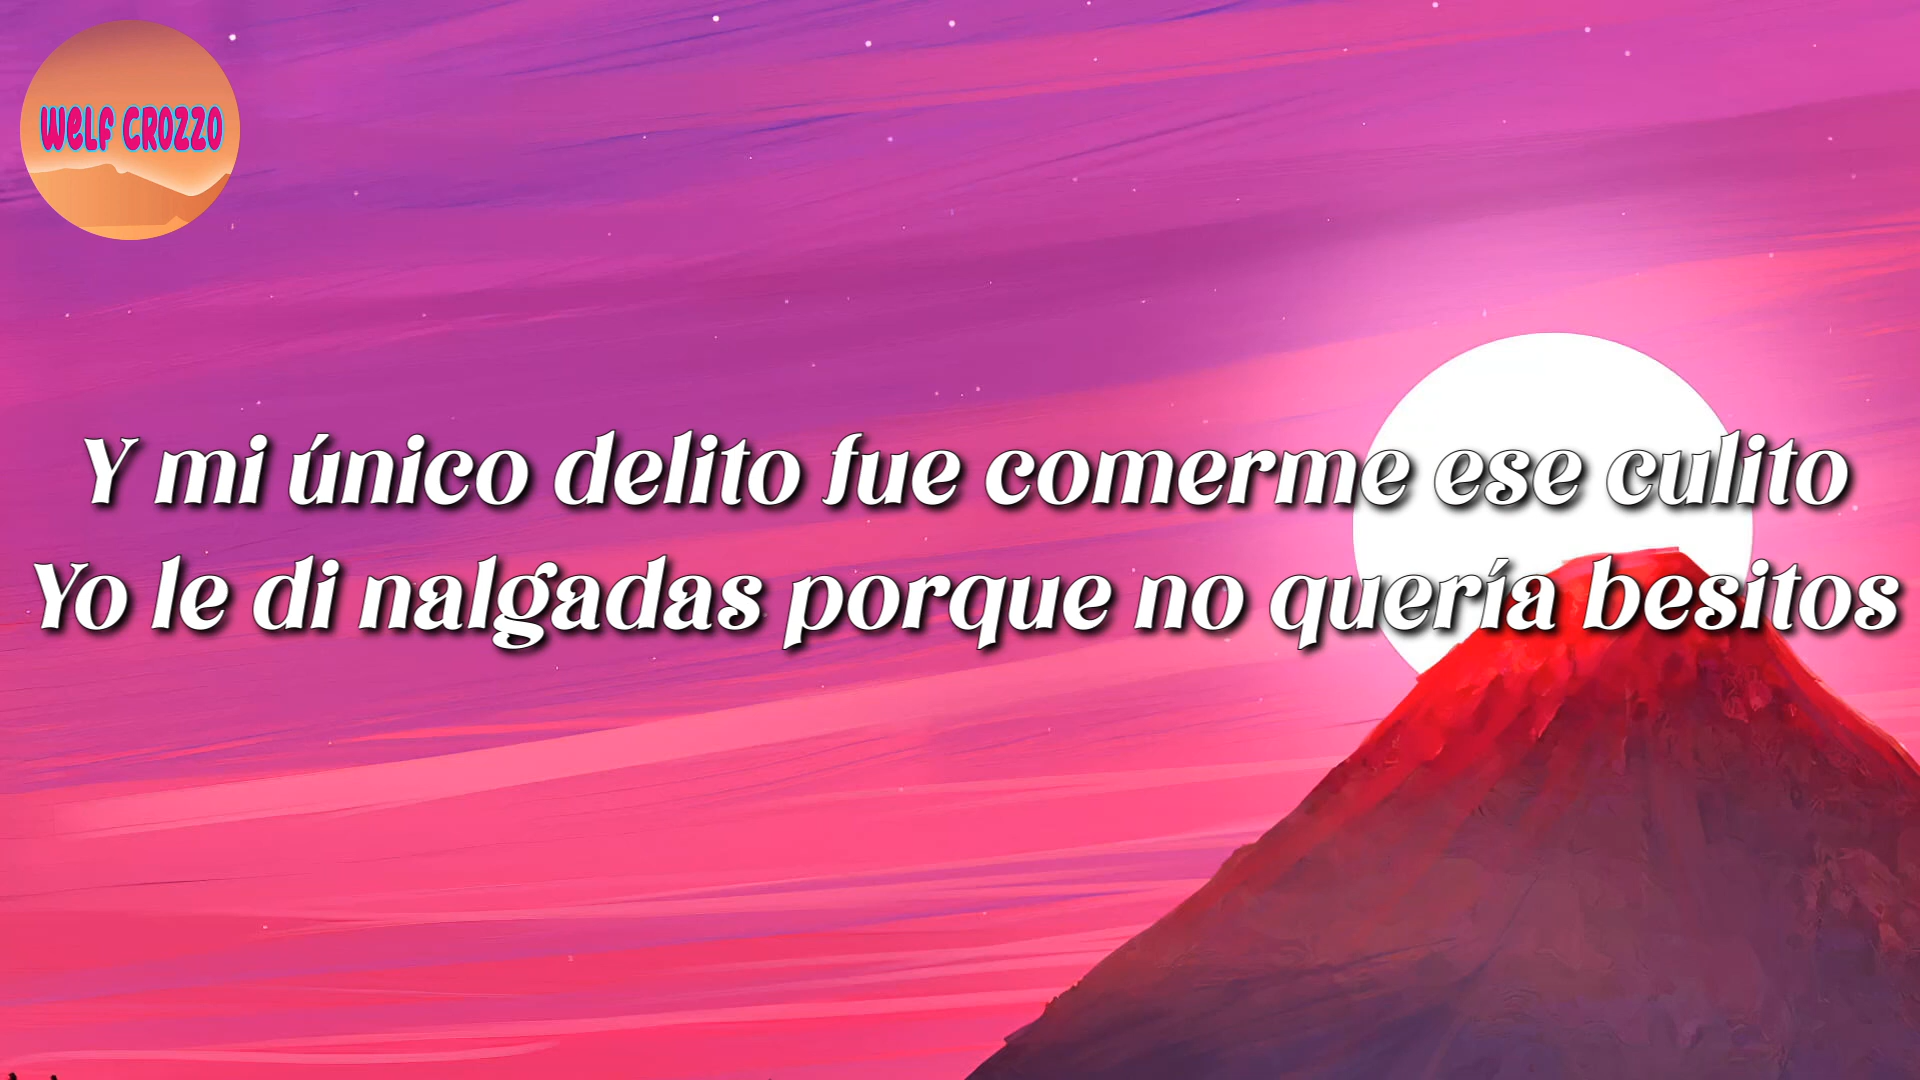 WELF CROZZO
Y mi único delito fue comerme ese culito
Yo le di nalgadas porque no quería besitos